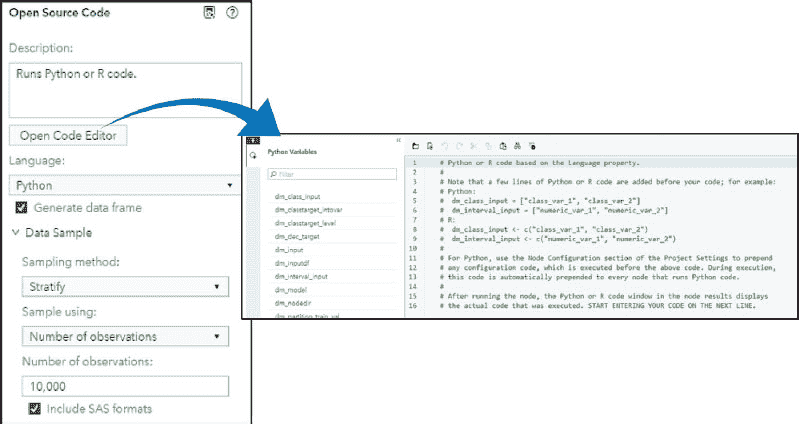 Open Source Code
Description:
Runs Python or R code.
Open Code Editor
Language:
Python
Generate data frame
Data Sample
Sampling method:
Stratify
Sample using:
Number of observations
Number of observations:
10,000
Include SAS formats
Python Variables
Filter
dm_class_input
dm_classtarget_intovar
dm_classtarget_level
dm_dec_target
dm_input
dm_inputdf
dm_interval_input
dm_model
dm_nodedir
dm_partition_train_val
1 # Python or R code based on the Language property.
2 #
3 # Note that a few lines of Python or R code are added before your code; for example:
4 # Python:
5 # dm_class_input = ["class_var_1", "class_var_2"]
6 # dm_interval_input = ["numeric_var_1", "numeric_var_2"]
7 # R:
8 # dm_class_input <- c("class_var_1", "class_var_2")
9 # dm_interval_input <- c("numeric_var_1", "numeric_var_2")
10 #
11 # For Python, use the Node Configuration section of the Project Settings to prepend
12 # any configuration code, which is executed before the above code. During execution,
13 # this code is automatically prepended to every node that runs Python code.
14 #
15 # After running the node, the Python or R code window in the node results displays
16 # the actual code that was executed. START ENTERING YOUR CODE ON THE NEXT LINE.